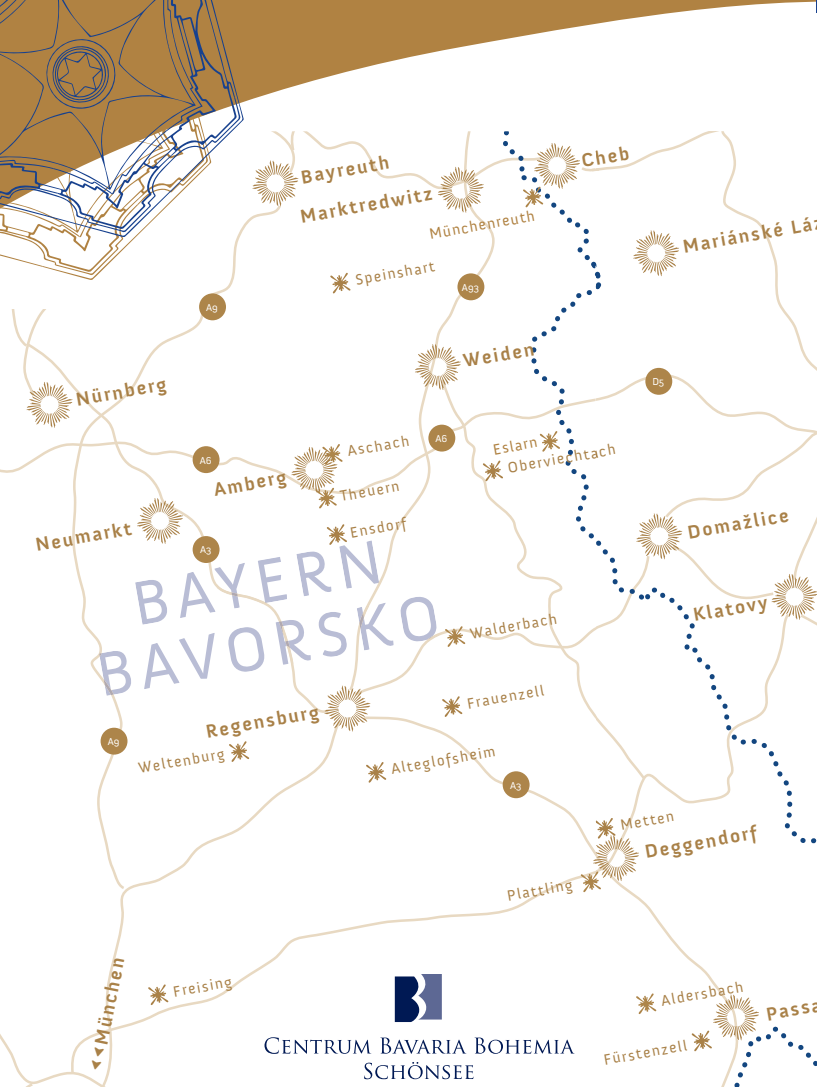 Cheb
Bayreuth
Marktredwitz
Münchenreuth
Mariánské Láz
Speinshart
A93
A9
Weiden
D5
Nürnberg
A6
Aschach
Eslarn
Oberviechtach
A6
Amberg
Theuern
Domažlice
Neumarkt
Ensdorf
A3
BAYERN
BAVORSKO
Klatovy
Walderbach
Frauenzell
Regensburg
A9
Weltenburg
Alteglofsheim
A3
Metten
Deggendorf
Plattling
München
Freising
Aldersbach
Passa
Fürstenzell
CENTRUM BAVARIA BOHEMIA
SCHÖNSEE